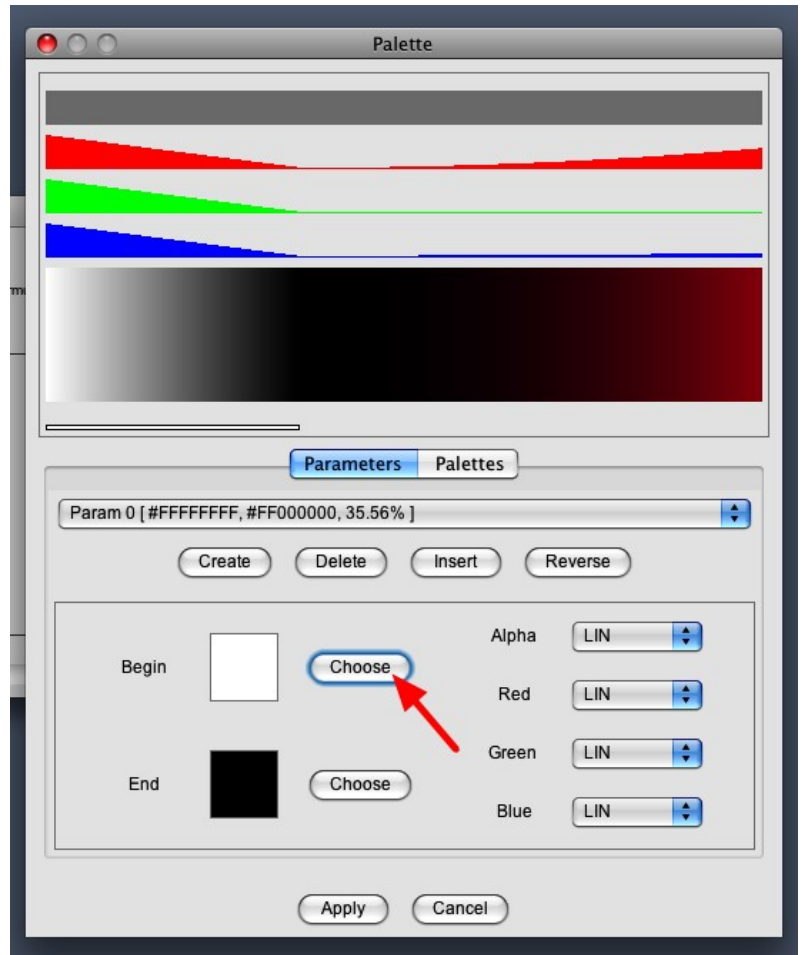 Palette
Parameters Palettes
Param 0 [ #FFFFFFFF, #FF000000, 35.56% ]
Create Delete Insert Reverse
Alpha LIN
Begin Choose
Red LIN
Green LIN
End Choose
Blue LIN
Apply Cancel